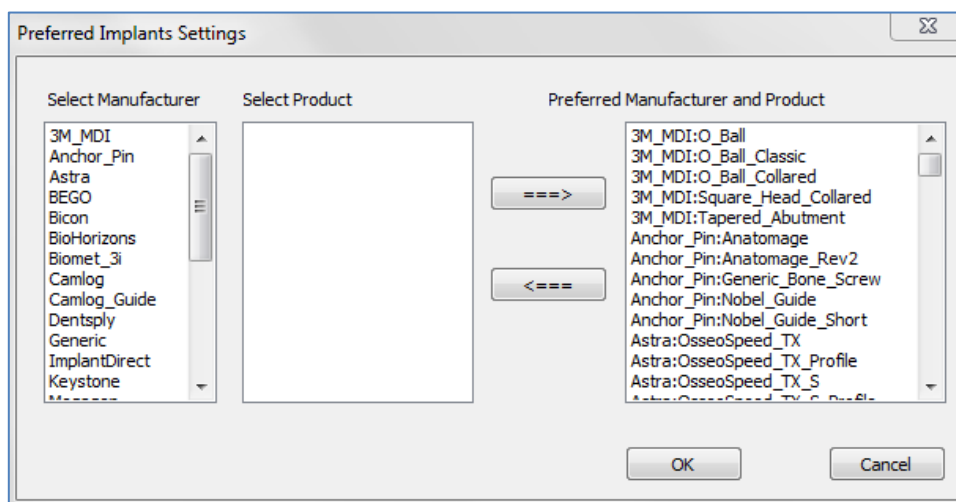 Preferred Implants Settings
Select Manufacturer
Select Product
Preferred Manufacturer and Product
3M_MDI
Anchor_Pin
Astra
BEGO
Bicon
BioHorizons
Biomet_3i
Camlog
Camlog_Guide
Dentsply
Generic
ImplantDirect
Keystone
===>
<===
3M_MDI:O_Ball
3M_MDI:O_Ball_Classic
3M_MDI:O_Ball_Collared
3M_MDI:Square_Head_Collared
3M_MDI:Tapered_Abutment
Anchor_Pin:Anatomage
Anchor_Pin:Anatomage_Rev2
Anchor_Pin:Generic_Bone_Screw
Anchor_Pin:Nobel_Guide
Anchor_Pin:Nobel_Guide_Short
Astra:OsseoSpeed_TX
Astra:OsseoSpeed_TX_Profile
Astra:OsseoSpeed_TX_S
Astra:OsseoSpeed_TX_S_Profile
OK
Cancel